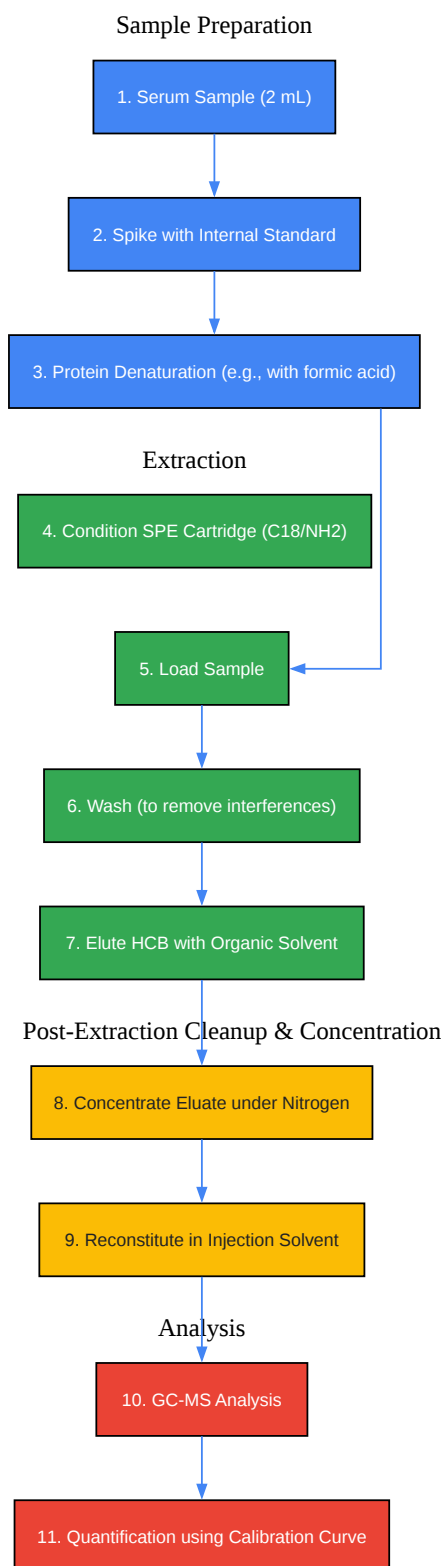 Sample Preparation
1. Serum Sample (2 mL)
2. Spike with Internal Standard
3. Protein Denaturation (e.g., with formic acid)
Extraction
4. Condition SPE Cartridge (C18/NH2)
5. Load Sample
6. Wash (to remove interferences)
7. Elute HCB with Organic Solvent
Post-Extraction Cleanup & Concentration
8. Concentrate Eluate under Nitrogen
9. Reconstitute in Injection Solvent
Analysis
10. GC-MS Analysis
11. Quantification using Calibration Curve